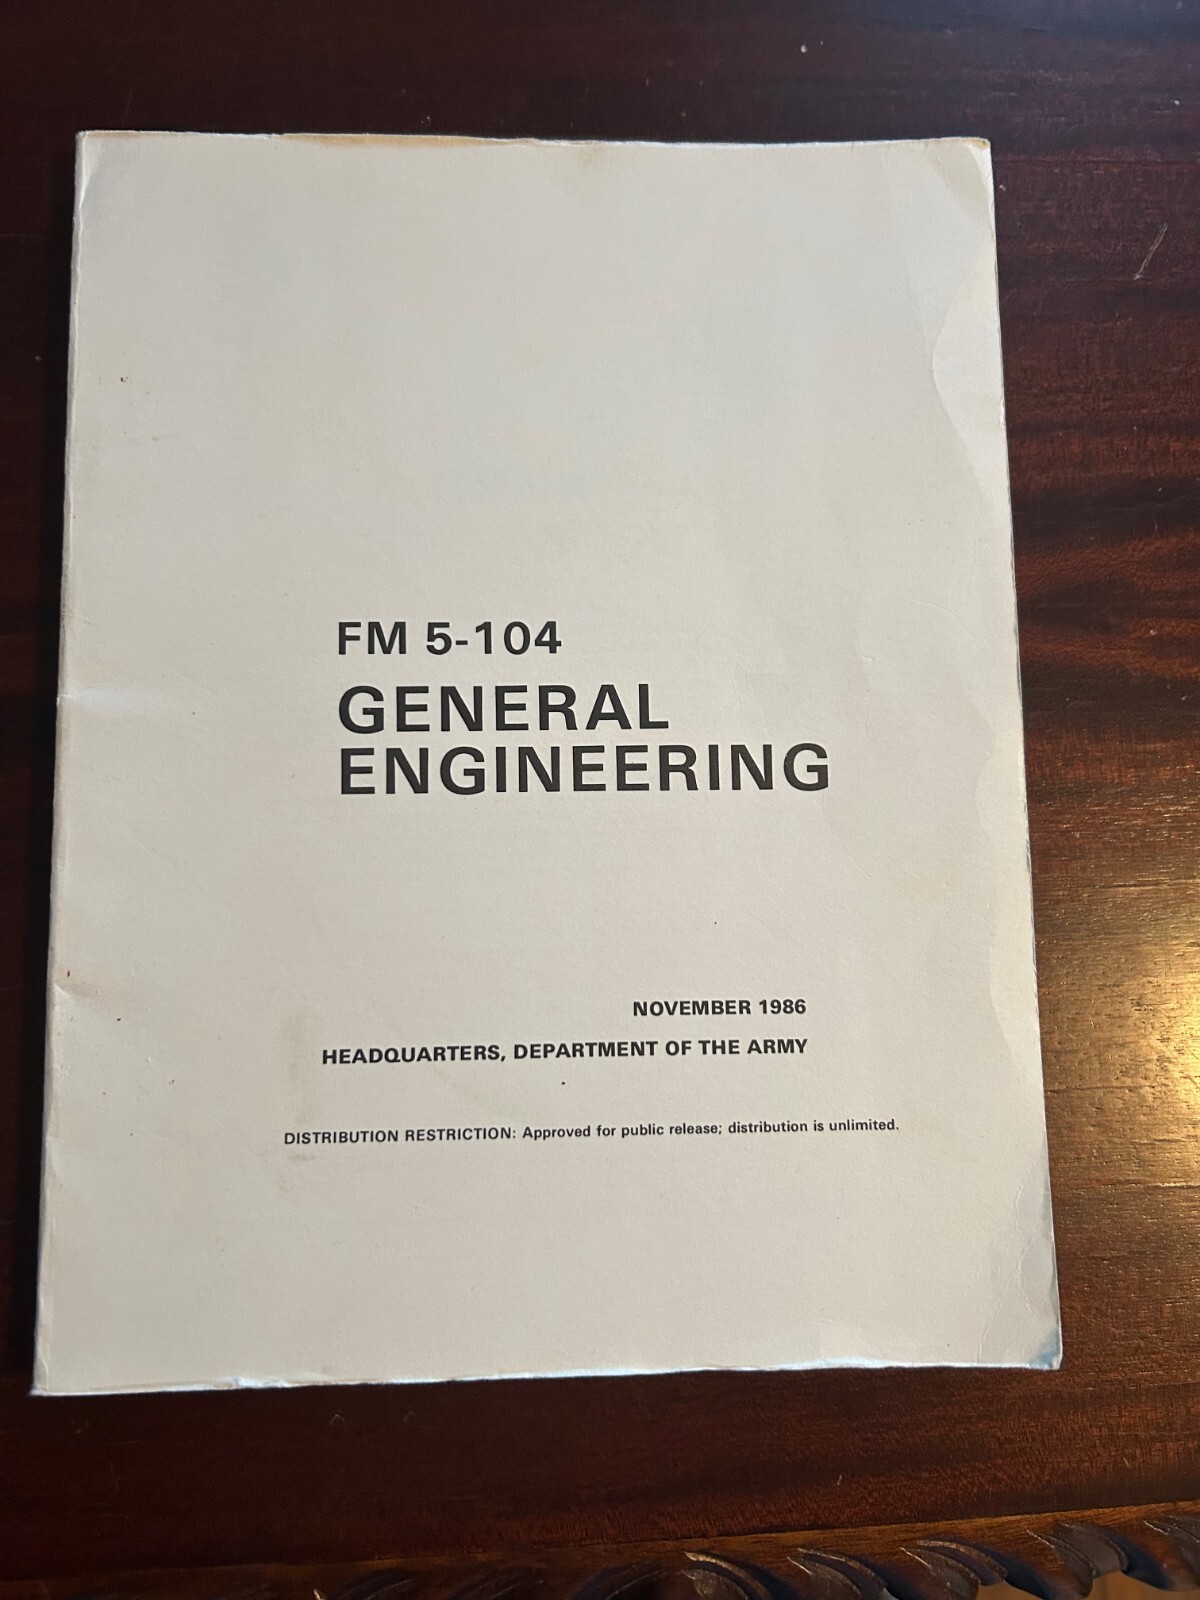 FM 5-104
GENERAL
ENGINEERING
NOVEMBER 1986
HEADQUARTERS, DEPARTMENT OF THE ARMY
DISTRIBUTION RESTRICTION: Approved for public release; distribution is unlimited.